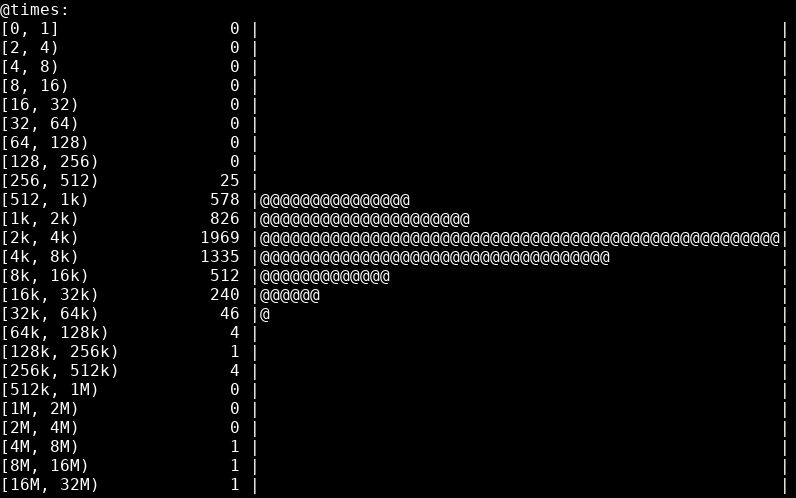 @times:
[0, 1]                 0 |                                                    |
[2, 4)                 0 |                                                    |
[4, 8)                 0 |                                                    |
[8, 16)                0 |                                                    |
[16, 32)               0 |                                                    |
[32, 64)               0 |                                                    |
[64, 128)              0 |                                                    |
[128, 256)             0 |                                                    |
[256, 512)            25 |                                                    |
[512, 1k)            578 |@@@@@@@@@@@@@@@                                     |
[1k, 2k)             826 |@@@@@@@@@@@@@@@@@@@@@                               |
[2k, 4k)            1969 |@@@@@@@@@@@@@@@@@@@@@@@@@@@@@@@@@@@@@@@@@@@@@@@@@@@@|
[4k, 8k)            1335 |@@@@@@@@@@@@@@@@@@@@@@@@@@@@@@@@@@@                 |
[8k, 16k)            512 |@@@@@@@@@@@@@                                       |
[16k, 32k)           240 |@@@@@@                                              |
[32k, 64k)            46 |@                                                   |
[64k, 128k)            4 |                                                    |
[128k, 256k)           1 |                                                    |
[256k, 512k)           4 |                                                    |
[512k, 1M)             0 |                                                    |
[1M, 2M)               0 |                                                    |
[2M, 4M)               0 |                                                    |
[4M, 8M)               1 |                                                    |
[8M, 16M)              1 |                                                    |
[16M, 32M)             1 |                                                    |